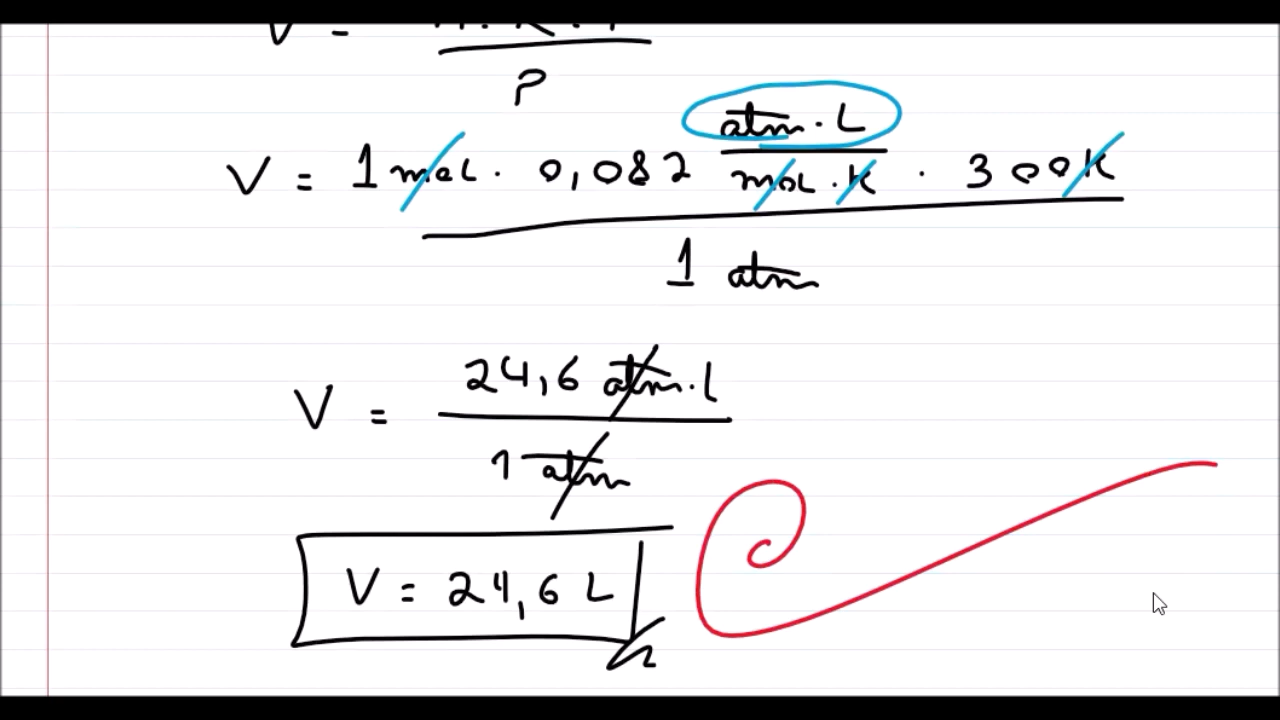 V =
P
V = 1 mol . 0,082 atm . L / mol . K . 300 K
1 atm
V = 24,6 atm . l
1 atm
V = 24,6 L